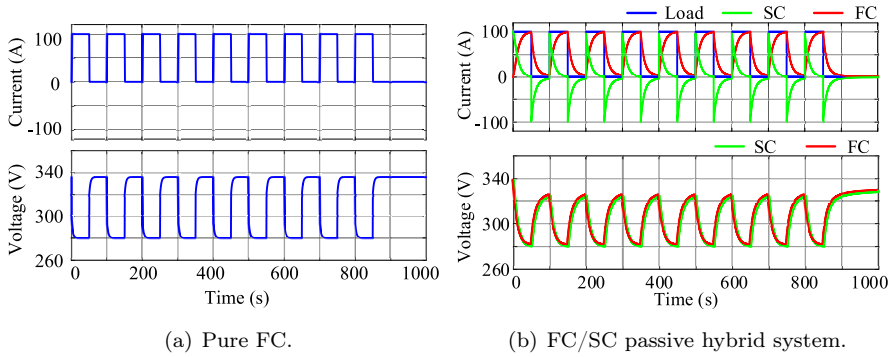 Current (A)
100
0
-100
Voltage (V)
340
300
260
0 200 400 600 800 1000
Time (s)
(a) Pure FC.
Load SC FC
Current (A)
100
0
-100
SC FC
Voltage (V)
340
300
260
0 200 400 600 800 1000
Time (s)
(b) FC/SC passive hybrid system.